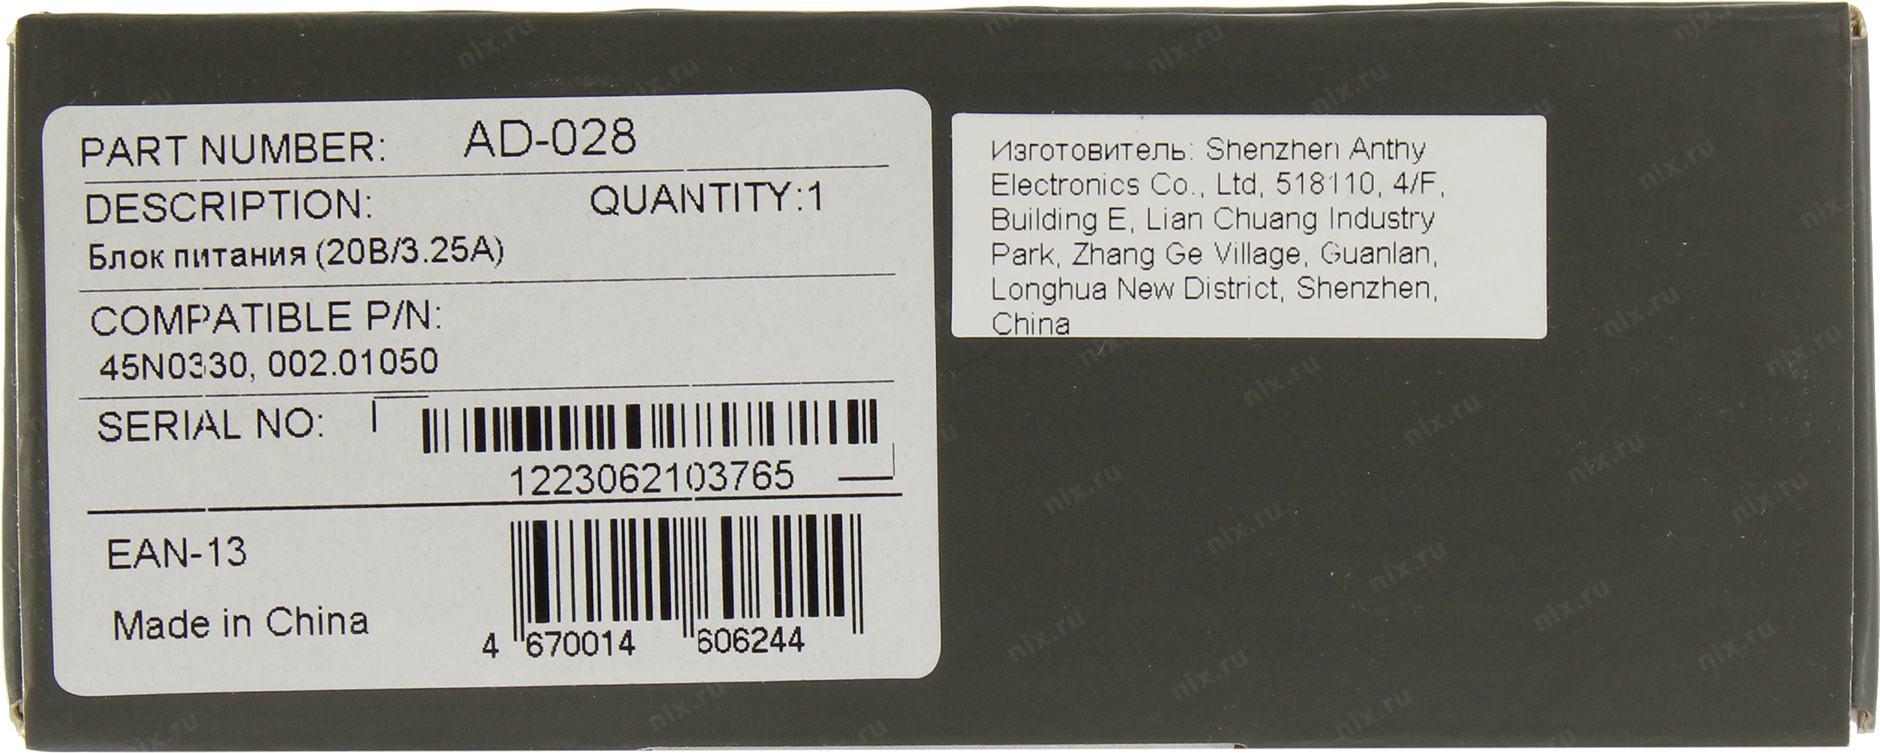 PART NUMBER: AD-028
DESCRIPTION: QUANTITY:1
Блок питания (20В/3.25А)
COMPATIBLE P/N:
45N0330, 002.01050
SERIAL NO:
1223062103765
EAN-13
Made in China
4 670014 606244
Изготовитель: Shenzhen Anthy
Electronics Co., Ltd, 518110, 4/F,
Building E, Lian Chuang Industry
Park, Zhang Ge Village, Guanlan,
Longhua New District, Shenzhen,
China
nix.ru